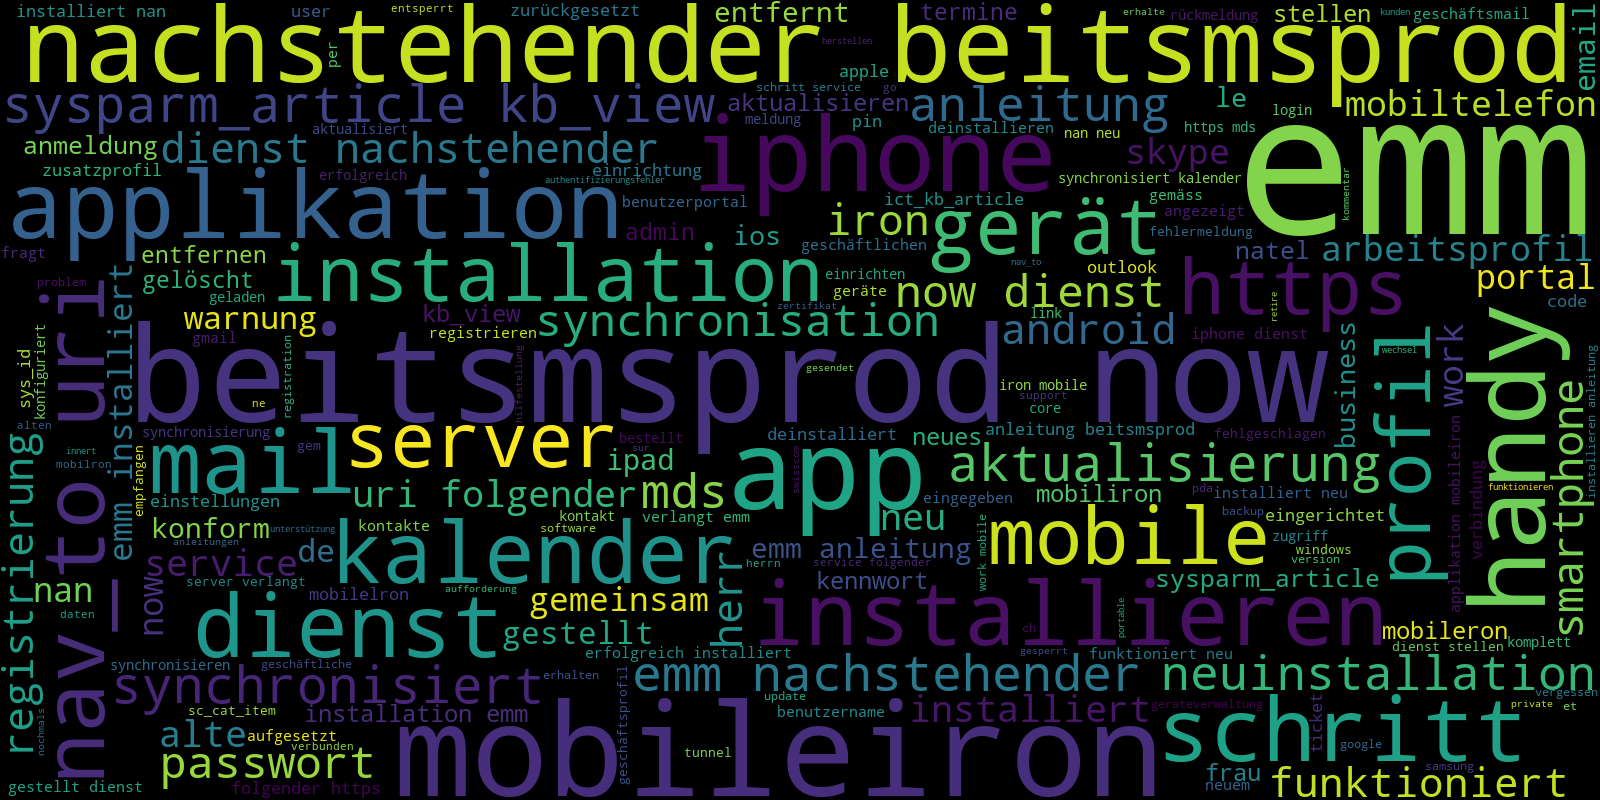 installiert nan
user
entsperrt
zurückgesetzt
entfernt
termine
erhalte
rückmeldung
stellen
kunden
geschäftsmail
nachstehender beitsmsprod
per
herstellen
email
apple
schritt service
go
sysparm_article kb_view
aktualisieren
anleitung
le
login
mobiltelefon
meldung
pin
deinstallieren
nan neu
https mds
aktualisiert
anmeldung
dienst nachstehender
iphone
skype
emm
zusatzprofil
erfolgreich
authentifizierungsfehler
einrichtung
synchronisiert kalender
kommentar
applikation
benutzerportal
ict_kb_article
gemäss
angezeigt
iron
gerät
admin
ios
geschäftlichen
fehlermeldung
natel
arbeitsprofil
fragt
entfernen
gelöscht
installation
nav_to
outlook
einrichten
geräte
now dienst
https
portal
code
problem
geladen
zertifikat
link
retire
warnung
kb_view
registrieren
synchronisation
android
iphone dienst
gmail
nav_to uri
emm installiert
sys_id
konfiguriert
registration
hilfestellung
beitsmsprod now
gesendet
iron mobile
support
core
business
profil
wechsel
work
handy
installieren anleitung
smartphone
ne
alten
synchronisierung
gem
mail
server
bestellt
sur
swisscom
deinstalliert
neues
anleitung beitsmsprod
fehlgeschlagen
innert
mobilron
empfangen
ipad
app
aktualisierung
registrierung
einstellungen
uri folgender
mds
eingegeben
mobiliron
pda
installiert neu
funktionieren
applikation mobileiron
verbindung
konform
unterstützung
kontakte
kontakt
software
verlangt emm
neu
backup
eingerichtet
zugriff
anleitungen
service
de
kalender
emm anleitung
work mobile
mobile
windows
version
nan
now
server verlangt
aufforderung
herrn
service folgender
kennwort
sysparm_article
daten
mobilelron
gemeinsam
herr
portable
dienst
gestellt
installieren
ch
mobileron
komplett
dienst stellen
synchronisieren
geschäftliche
erfolgreich installiert
gesperrt
funktioniert neu
synchronisiert
erhalten
emm nachstehender
neuinstallation
nochmals
sc_cat_item
installation emm
geschäftsprofil
update
benutzername
installiert
geräteverwaltung
vergessen
private
et
alte
aufgesetzt
verbunden
mobileiron
tunnel
schritt
ticket
google
passwort
frau
samsung
gestellt dienst
folgender https
neuem
funktioniert